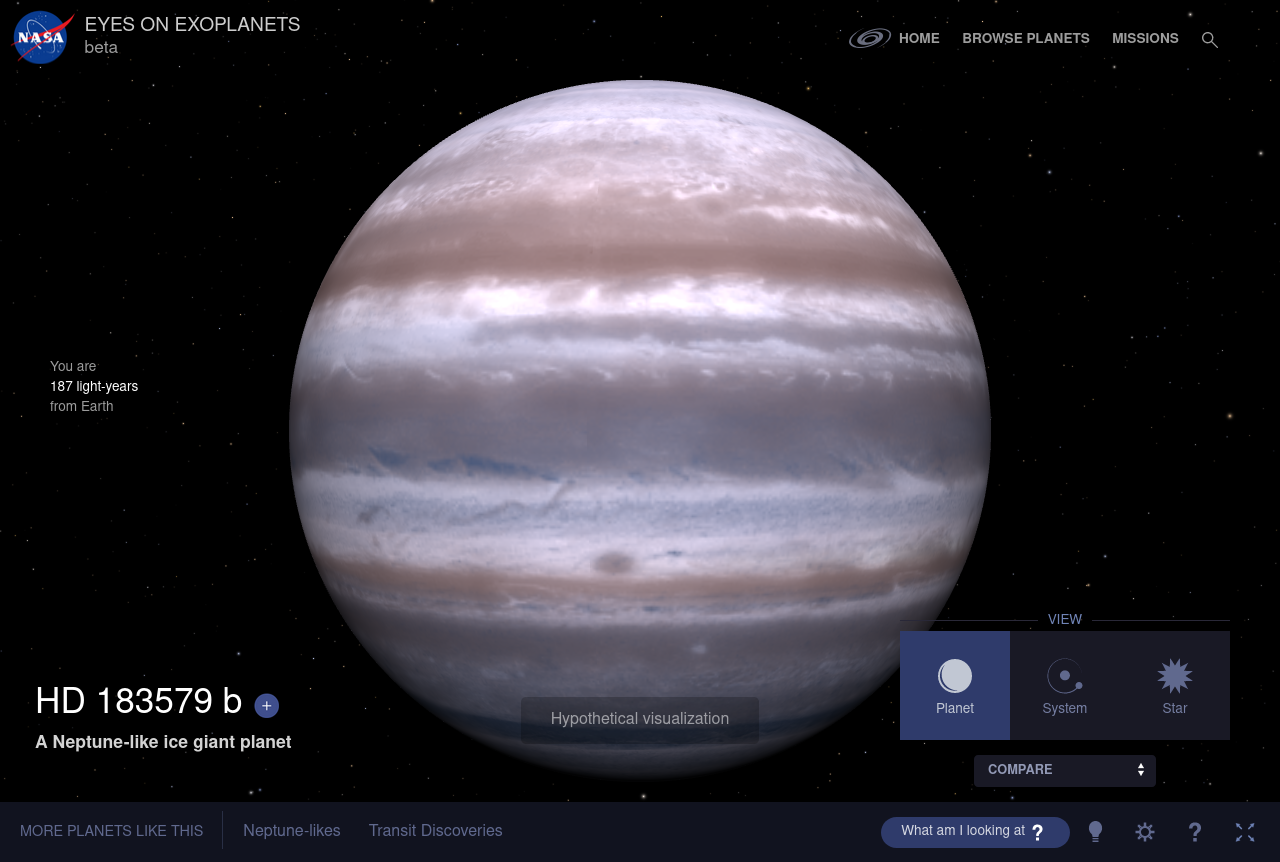 NASA
EYES ON EXOPLANETS
beta
HOME
BROWSE PLANETS
MISSIONS
You are
187 light-years
from Earth
HD 183579 b +
A Neptune-like ice giant planet
Hypothetical visualization
VIEW
Planet
System
Star
COMPARE
MORE PLANETS LIKE THIS
Neptune-likes
Transit Discoveries
What am I looking at ?
?